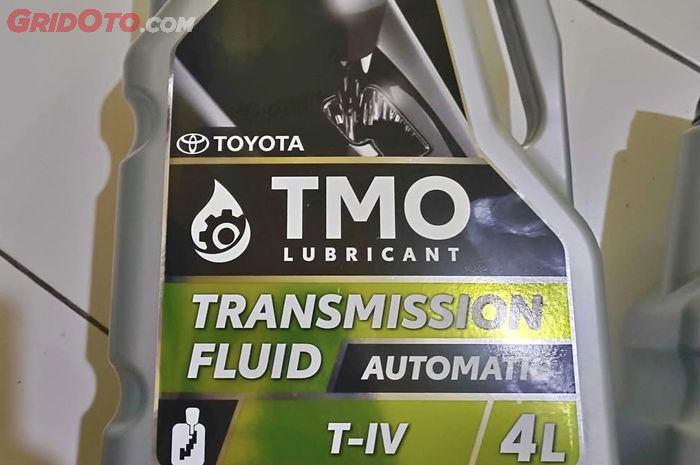 GRIDOTO.COM
TOYOTA
TMO
LUBRICANT
TRANSMISSION
FLUID AUTOMATIC
T-IV 4L